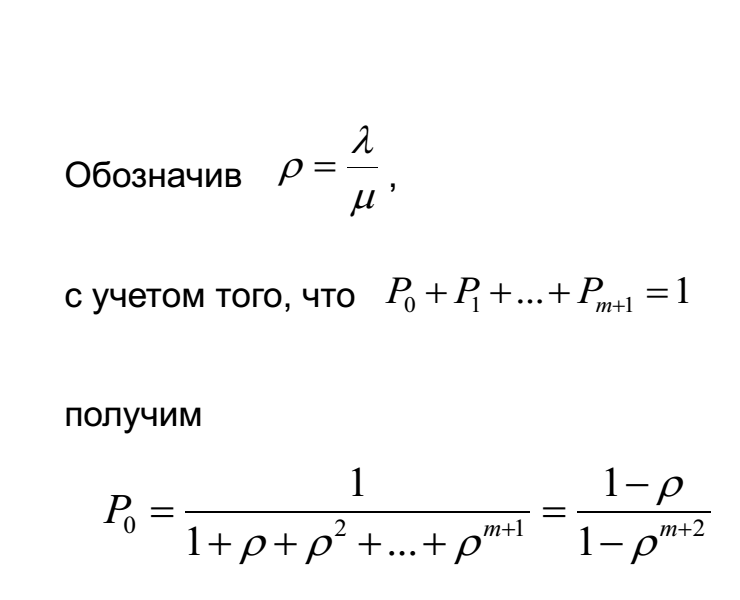 Обозначив ρ = λ/μ ,
с учетом того, что P₀ + P₁ + ... + Pₘ₊₁ = 1
получим
P₀ = 1/(1 + ρ + ρ² + ... + ρᵐ⁺¹) = (1 − ρ)/(1 − ρᵐ⁺²)